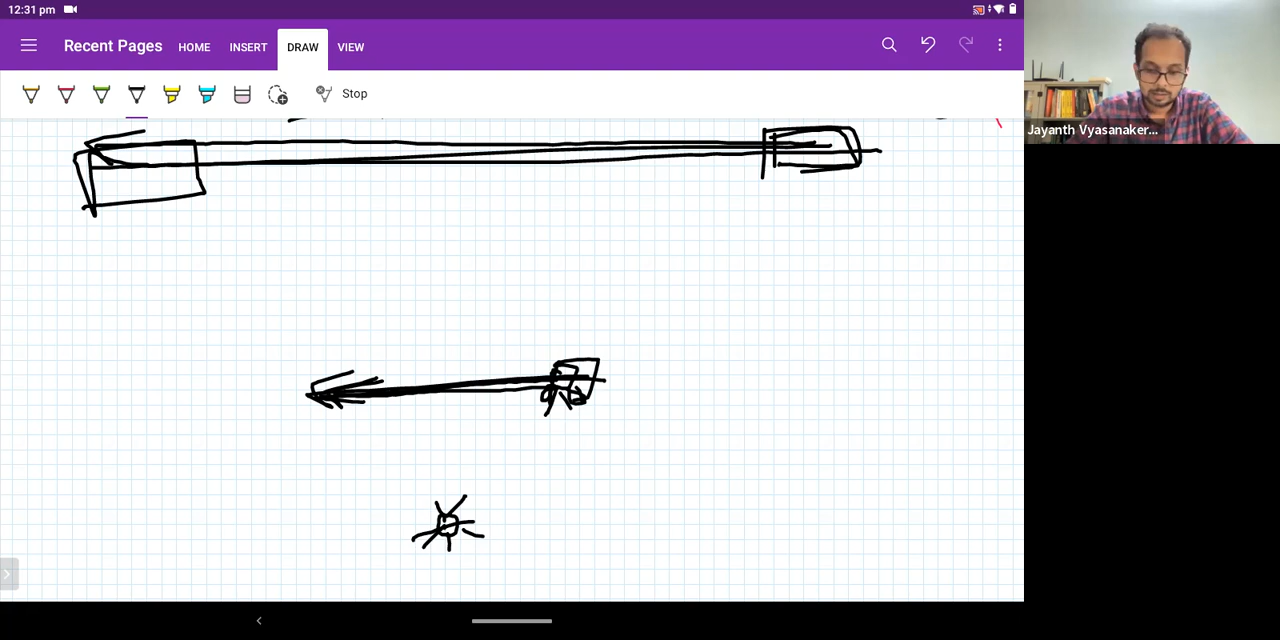 12:31 pm
Recent Pages HOME INSERT DRAW VIEW
Stop
Jayanth Vyasanaker...